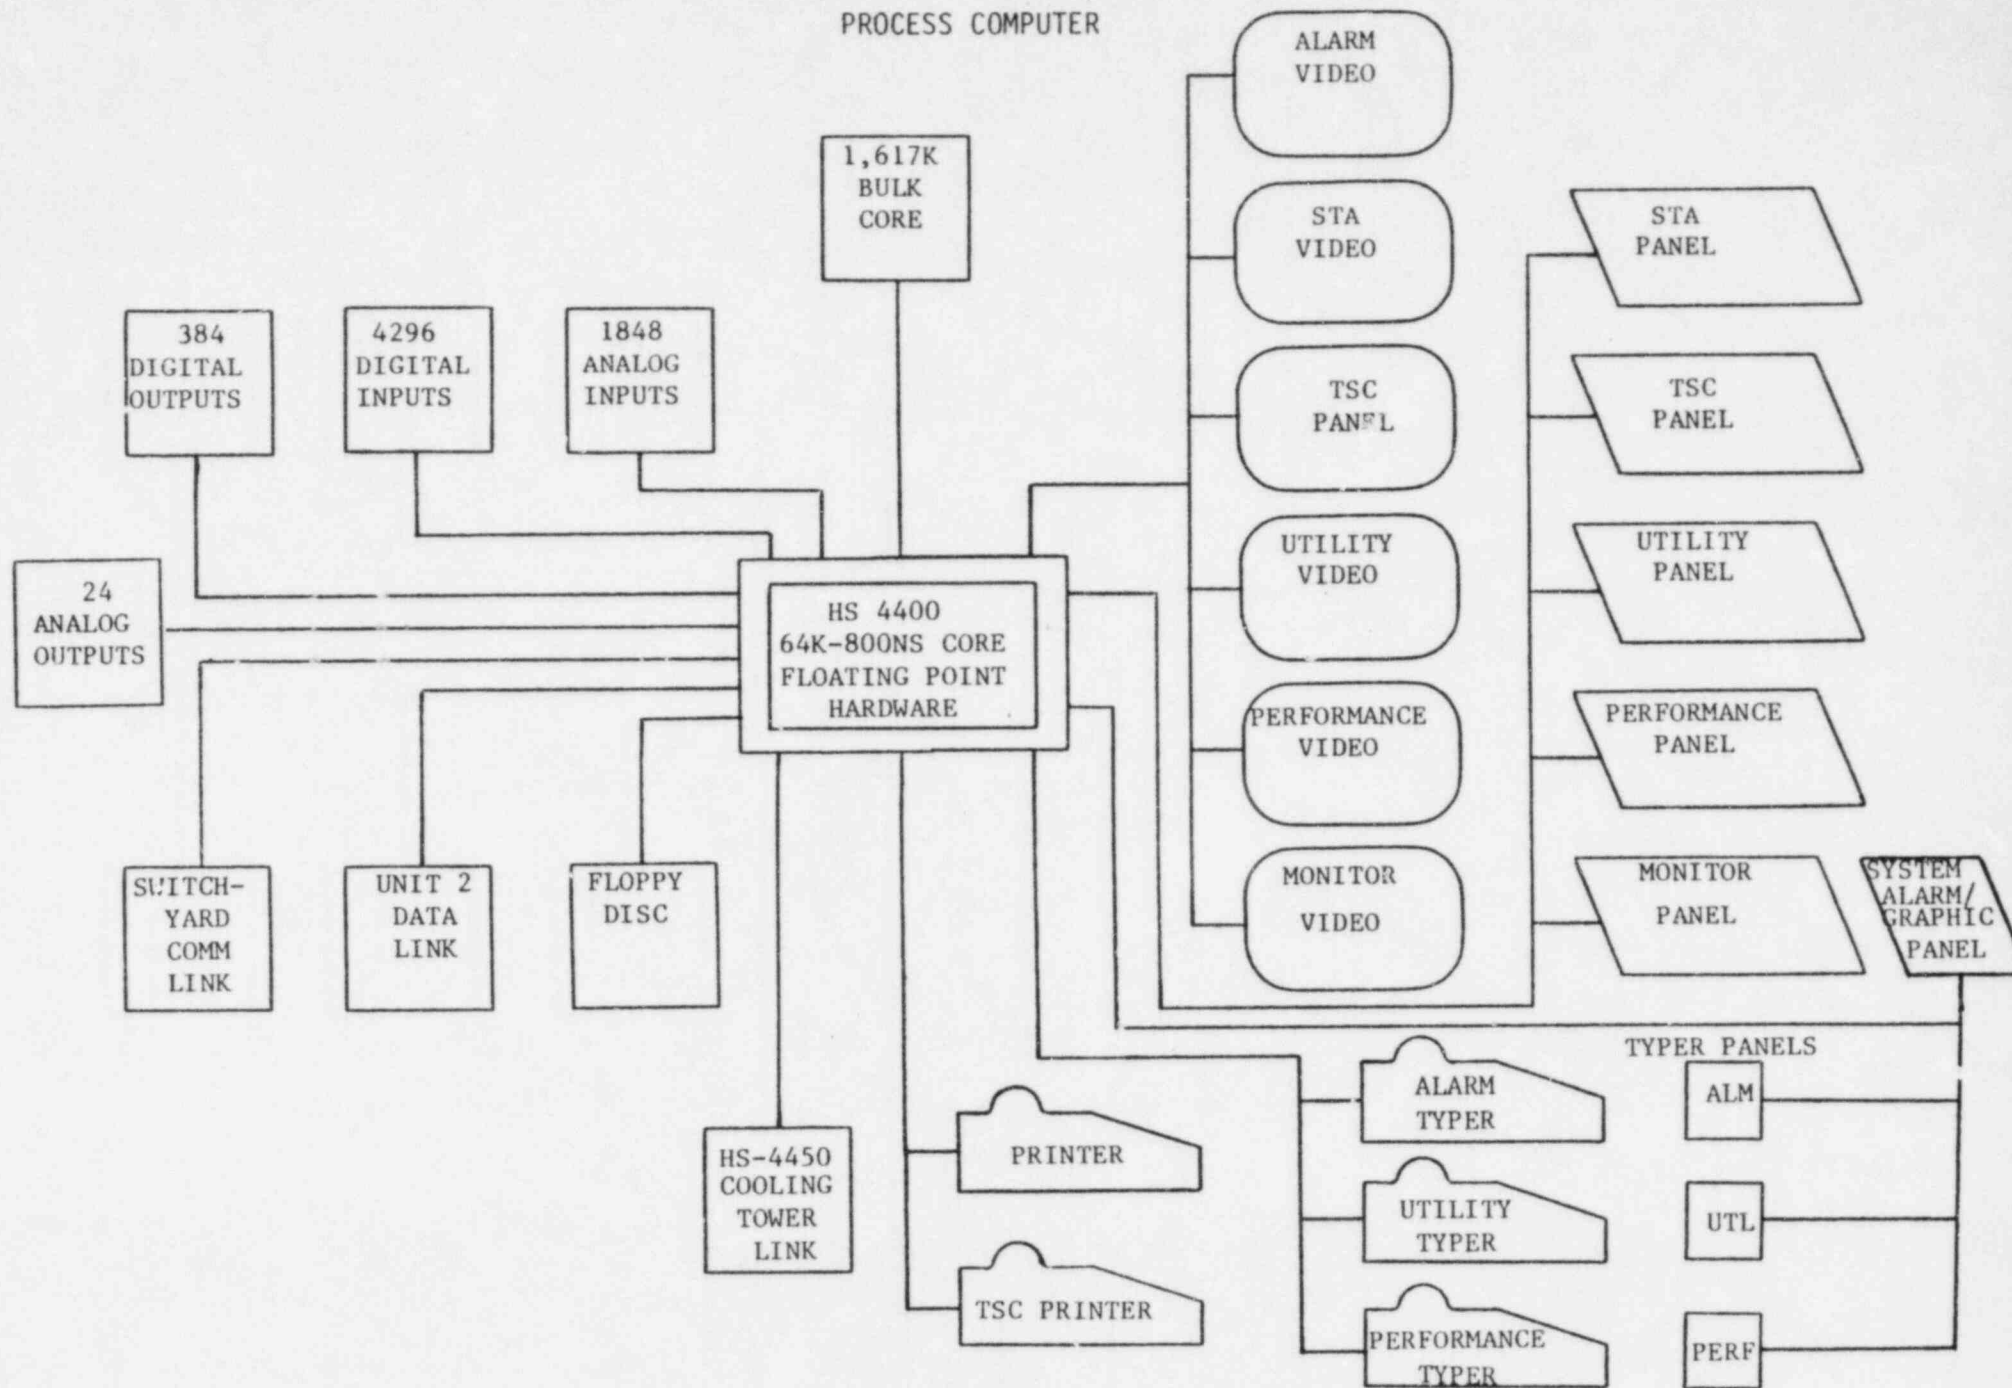 PROCESS COMPUTER
ALARM
VIDEO
1,617K
BULK
CORE
STA
VIDEO
STA
PANEL
384
DIGITAL
OUTPUTS
4296
DIGITAL
INPUTS
1848
ANALOG
INPUTS
TSC
PANEL
TSC
PANEL
UTILITY
VIDEO
UTILITY
PANEL
24
ANALOG
OUTPUTS
HS 4400
64K-800NS CORE
FLOATING POINT
HARDWARE
PERFORMANCE
VIDEO
PERFORMANCE
PANEL
SWITCH-
YARD
COMM
LINK
UNIT 2
DATA
LINK
FLOPPY
DISC
MONITOR
VIDEO
MONITOR
PANEL
SYSTEM
ALARM/
GRAPHIC
PANEL
TYPER PANELS
ALARM
TYPER
ALM
HS-4450
COOLING
TOWER
LINK
PRINTER
UTILITY
TYPER
UTL
TSC PRINTER
PERFORMANCE
TYPER
PERF